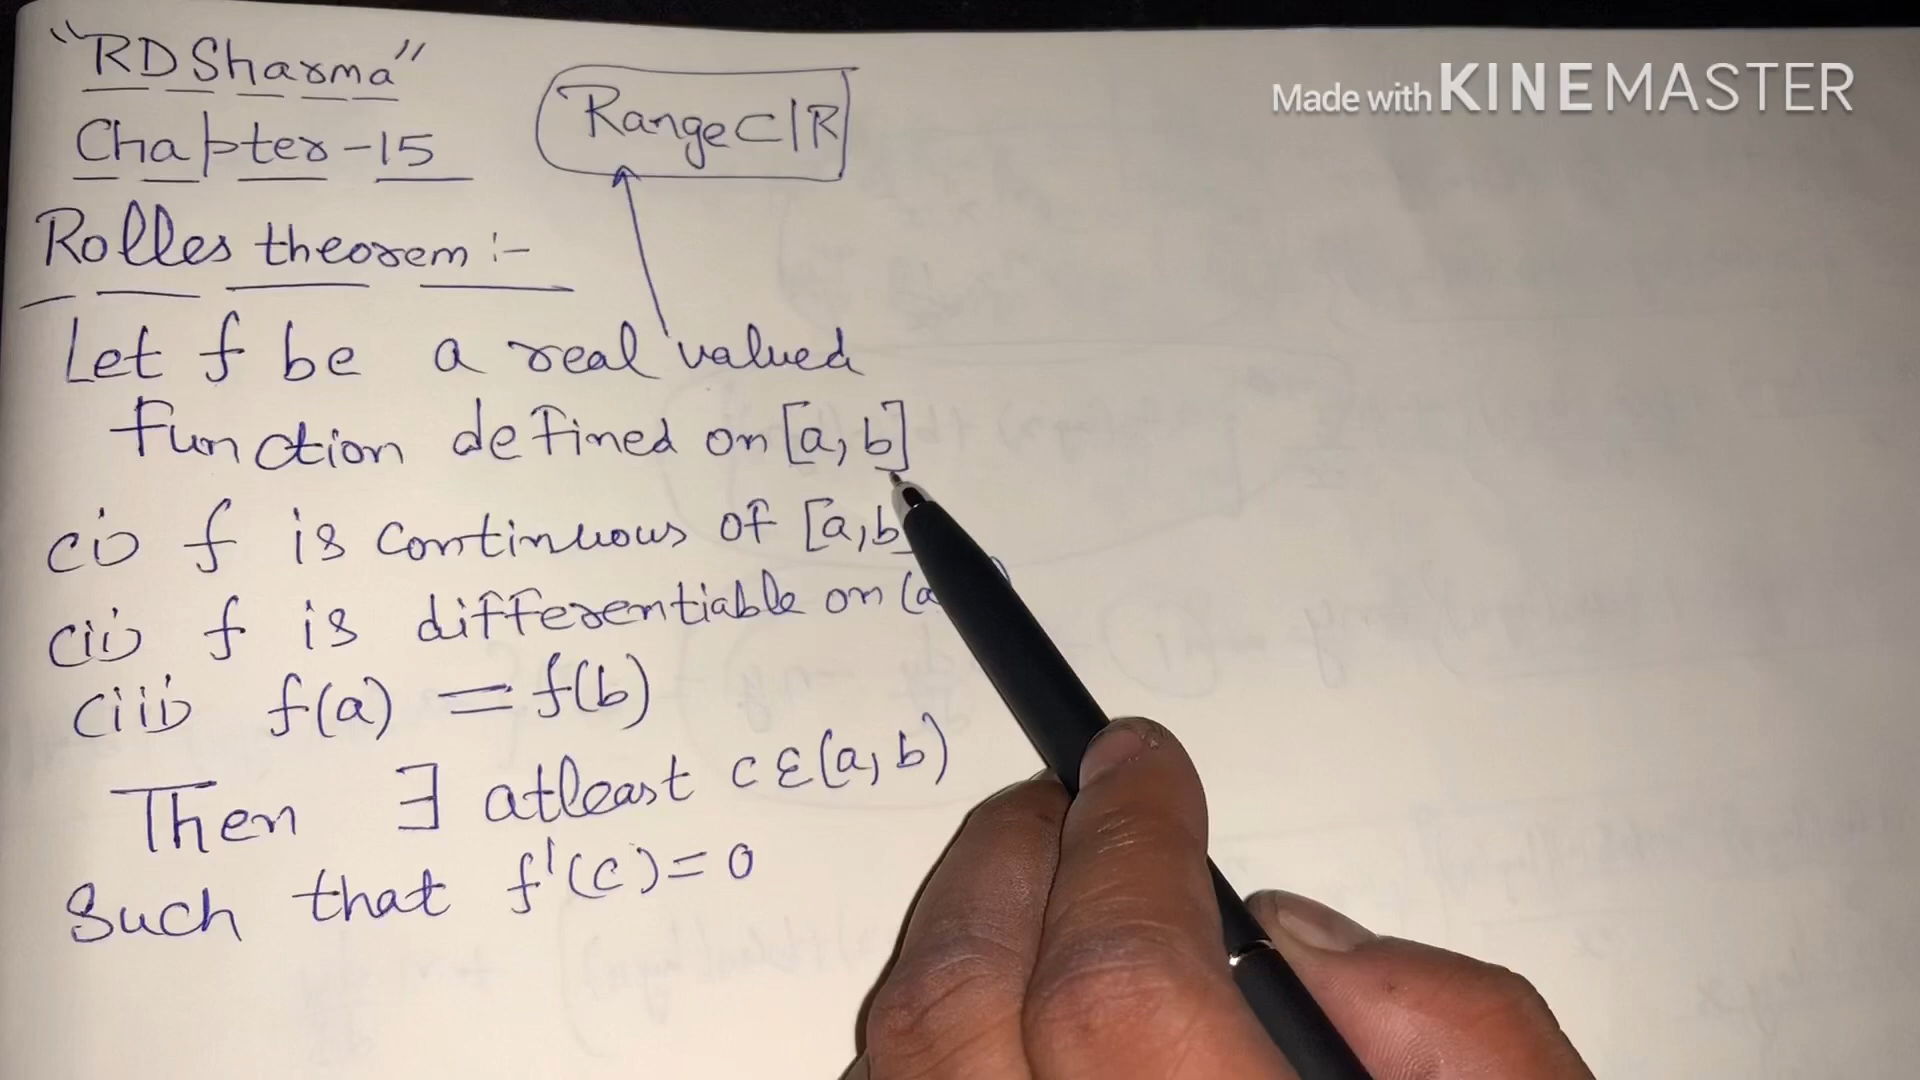 "RD Sharma"
Chapter-15
Range⊂IR
Made with KINEMASTER
Rolles theorem :-
Let f be a real valued
Function defined on [a, b]
(i) f is continuous of [a,b]
(ii) f is differentiable on (a
(iii) f(a) = f(b)
Then ∃ atleast c ε (a, b)
Such that f'(c) = 0